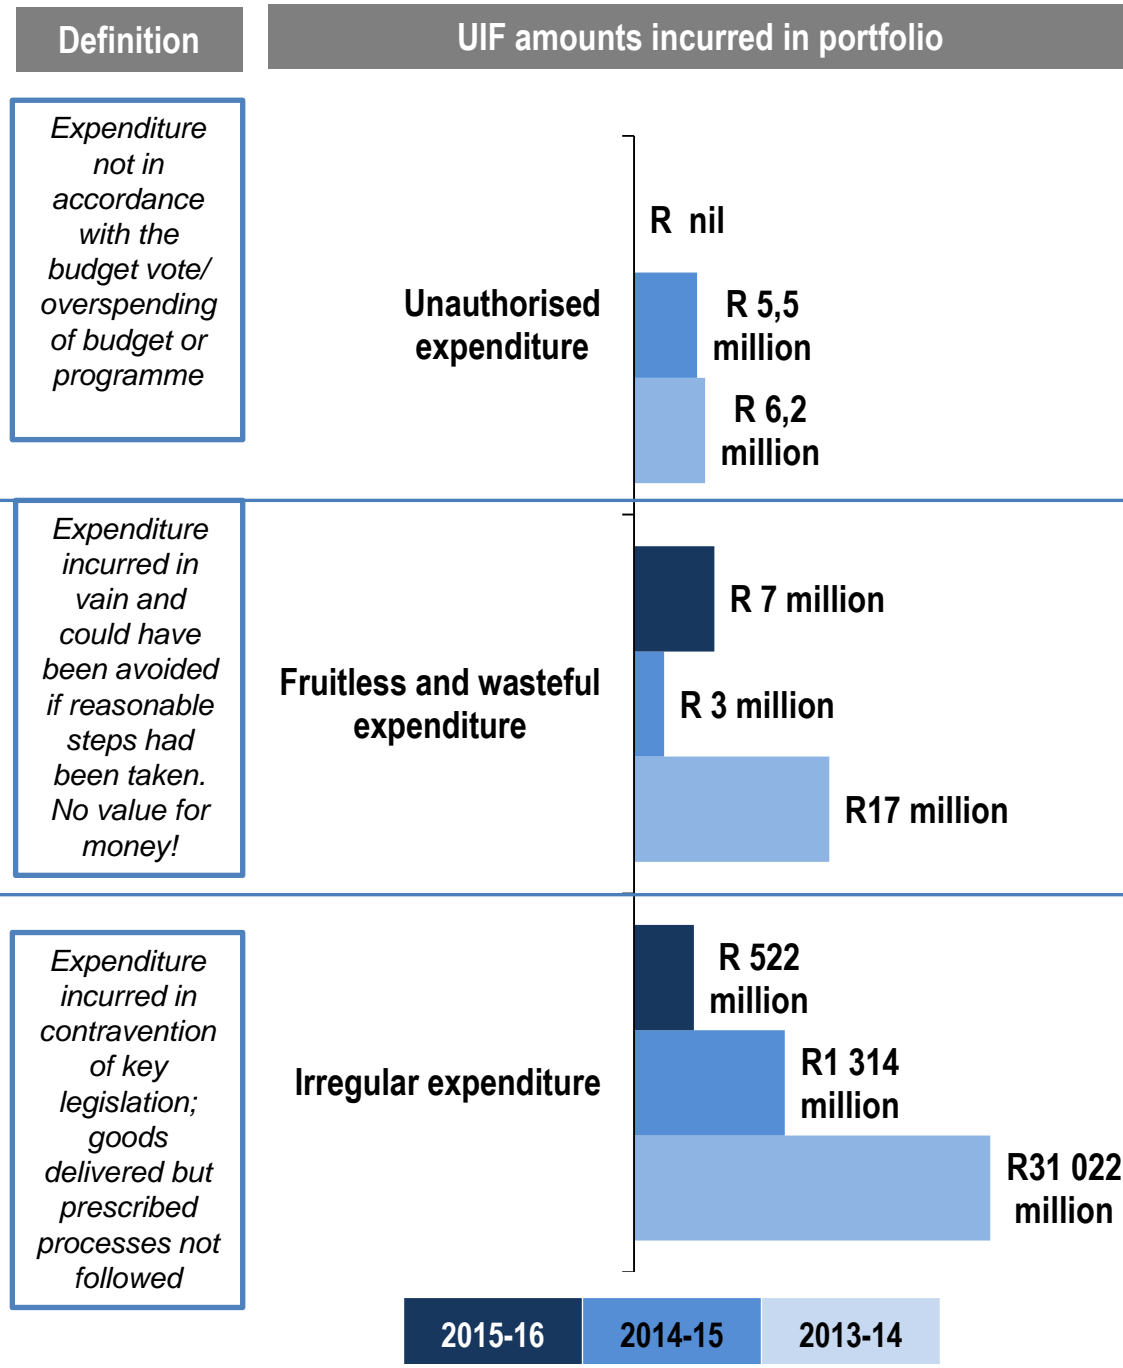 Definition
UIF amounts incurred in portfolio
Expenditure
not in
accordance
with the
budget vote/
overspending
of budget or
programme
Unauthorised
expenditure
R  nil
R 5,5
million
R 6,2
million
Expenditure
incurred in
vain and
could have
been avoided
if reasonable
steps had
been taken.
No value for
money!
Fruitless and wasteful
expenditure
R 7 million
R 3 million
R17 million
Expenditure
incurred in
contravention
of key
legislation;
goods
delivered but
prescribed
processes not
followed
Irregular expenditure
R 522
million
R1 314
million
R31 022
million
2015-16
2014-15
2013-14